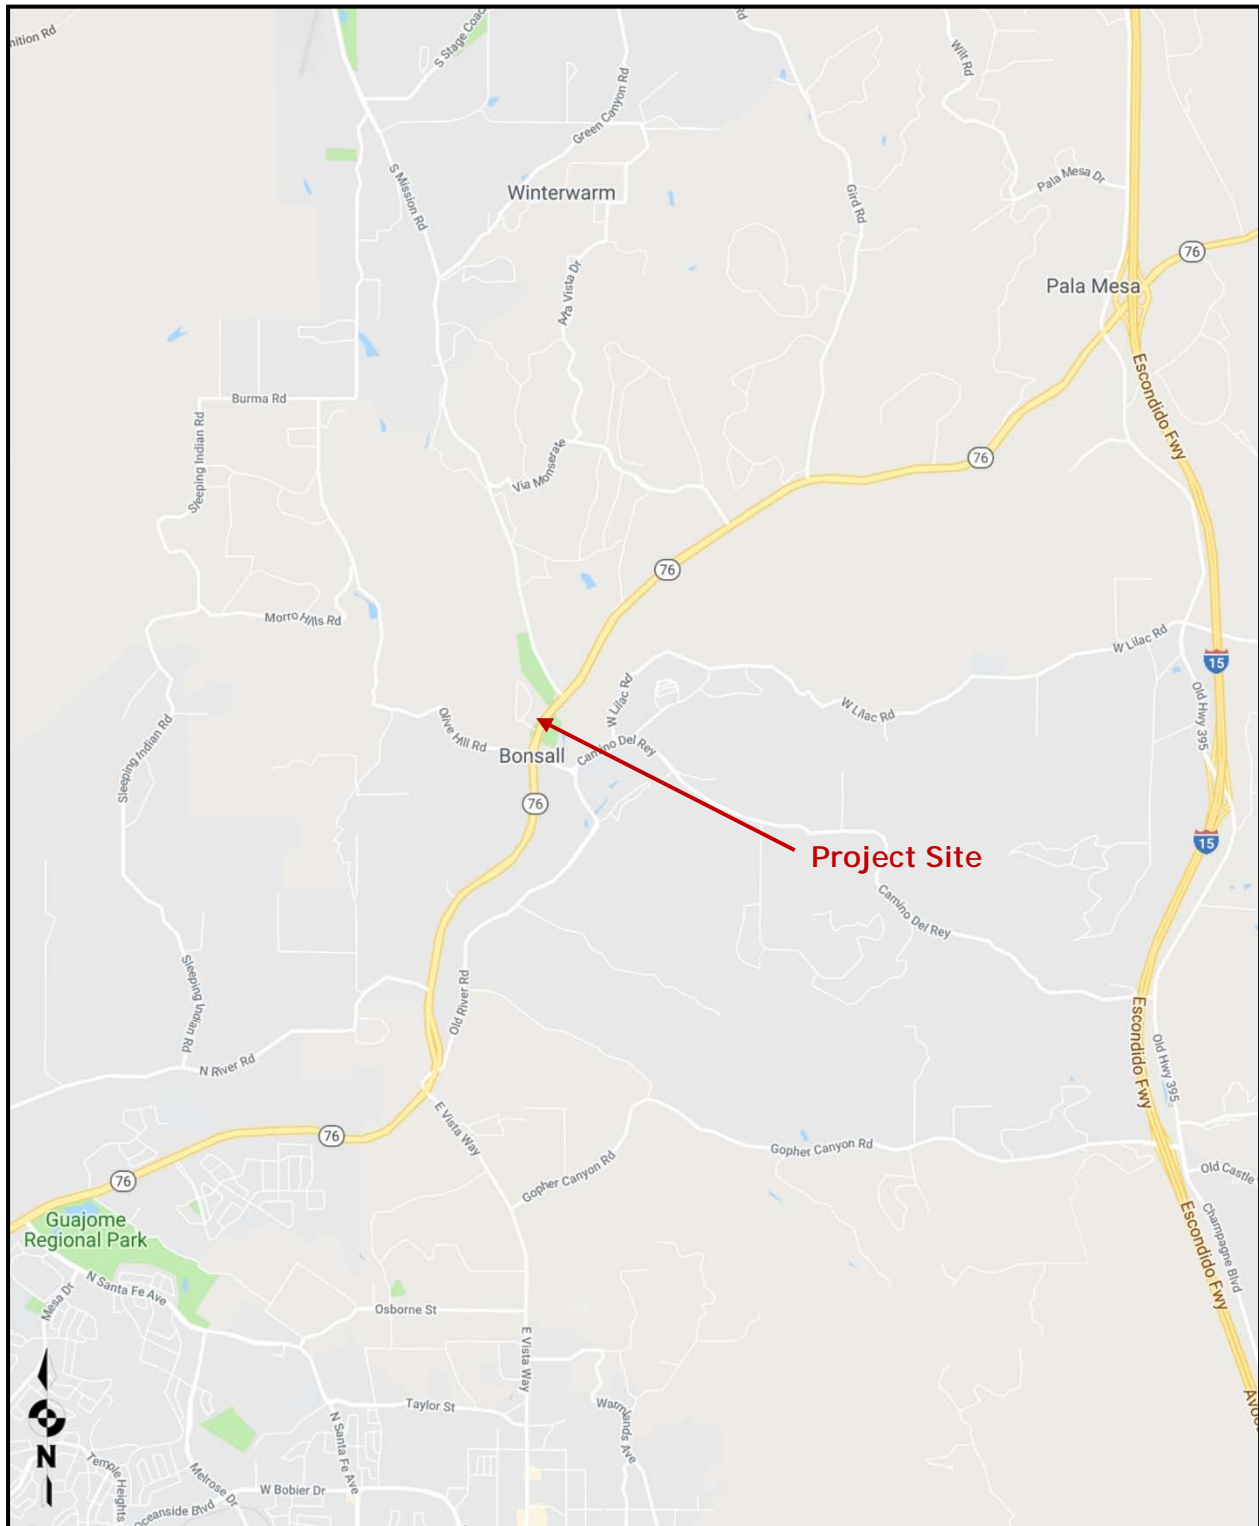 nition Rd
S Stage Coac
Rd
Wilt Rd
Green Canyon Rd
S Mission Rd
Winterwarm
Gird Rd
Pala Mesa Dr
76
Pala Mesa
Alta Vista Dr
Escondido Fwy
Burma Rd
Sleeping Indian Rd
Via Monserate
76
76
Morro Hills Rd
W Lilac Rd
15
W Lilac Rd
Old Hwy 395
W Lilac Rd
Sleeping Indian Rd
Olive Hill Rd
Bonsall
Camino Del Rey
76
15
Project Site
Camino Del Rey
Sleeping Indian Rd
Old River Rd
Escondido Fwy
Old Hwy 395
N River Rd
E Vista Way
76
Gopher Canyon Rd
Gopher Canyon Rd
Old Castle
76
Guajome
Regional Park
Champagne Blvd
Escondido Fwy
N Santa Fe Ave
Mesa Dr
Osborne St
E Vista Way
Taylor St
Warmlands Ave
N Santa Fe Ave
Avoc
N
Temple Heights
Melrose Dr
W Bobier Dr
Oceanside Blvd